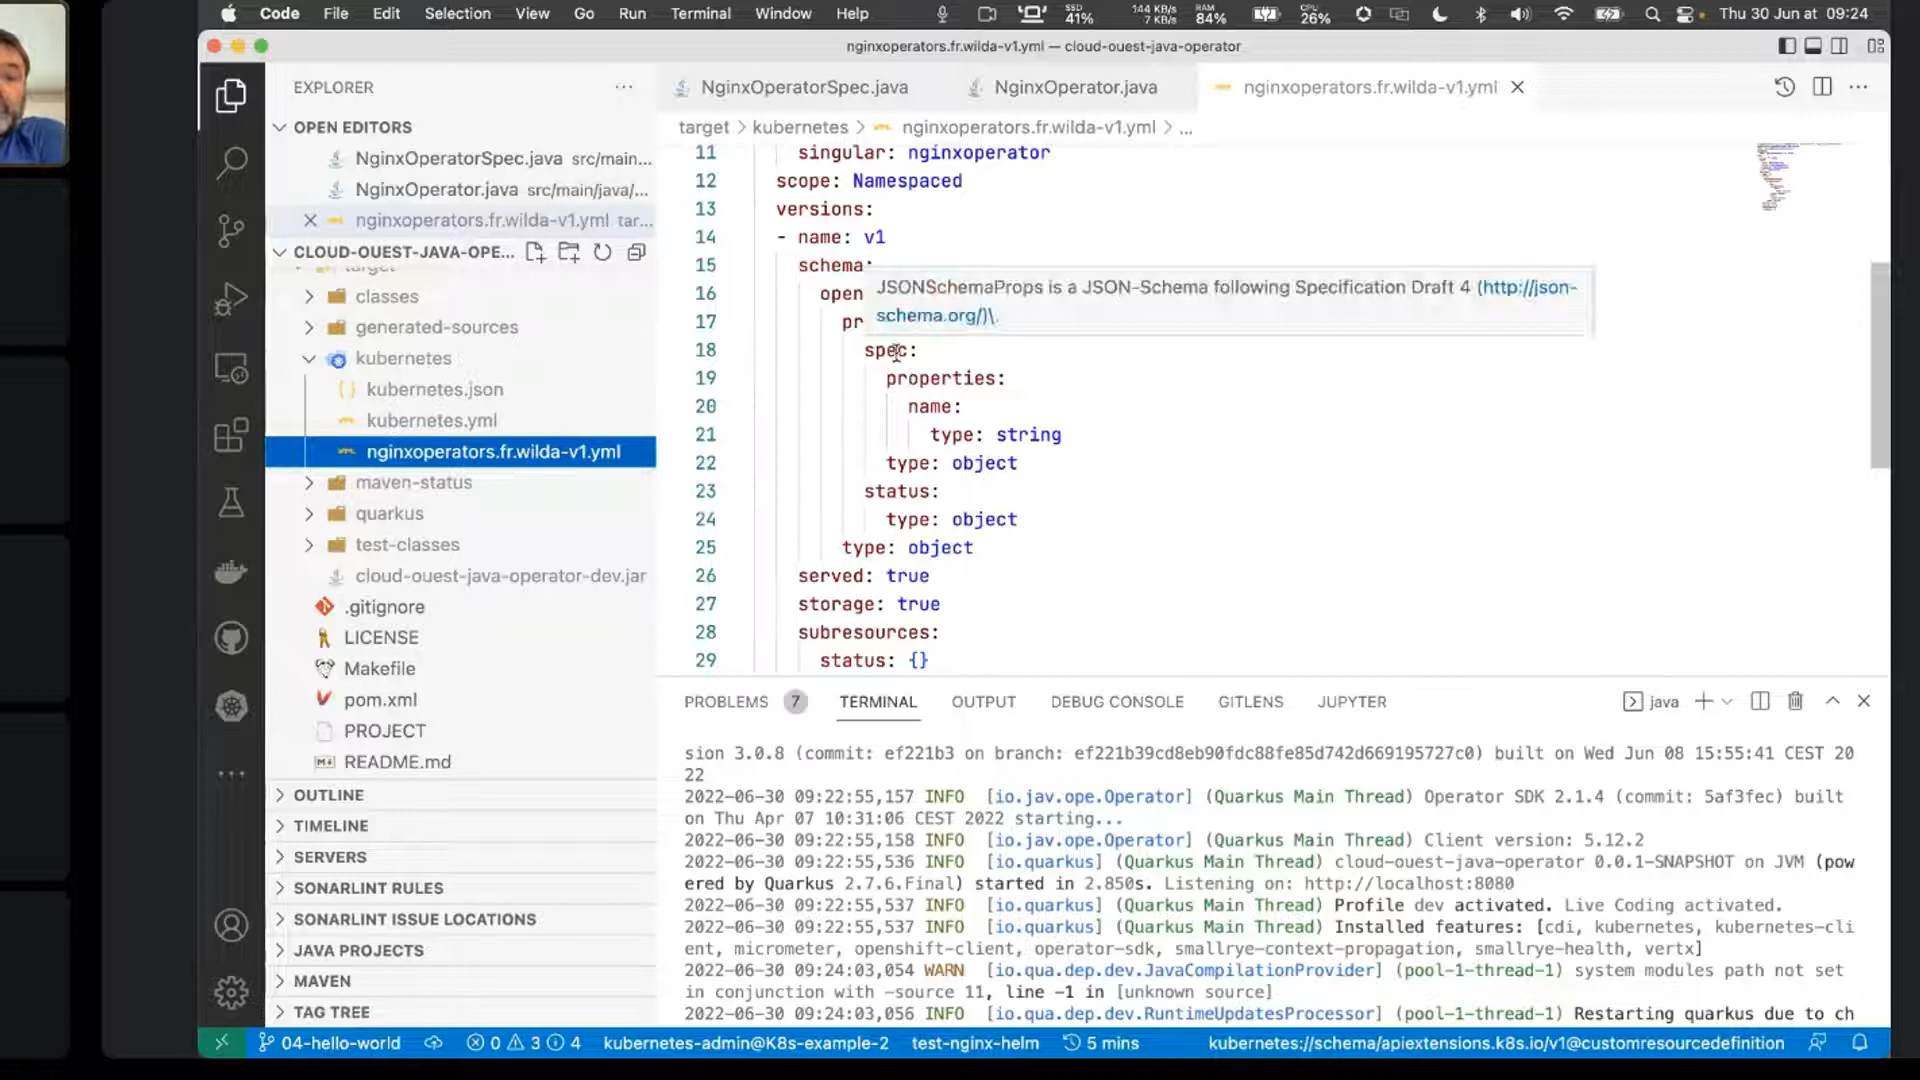 Code File Edit Selection View Go Run Terminal Window Help SSD 41% 144 KB/s 7 KB/s RAM 84% CPU 26% Thu 30 Jun at 09:24
nginxoperators.fr.wilda-v1.yml — cloud-ouest-java-operator
EXPLORER ...
NginxOperatorSpec.java NginxOperator.java nginxoperators.fr.wilda-v1.yml
OPEN EDITORS
target > kubernetes > nginxoperators.fr.wilda-v1.yml > ...
NginxOperatorSpec.java src/main...
NginxOperator.java src/main/java/...
nginxoperators.fr.wilda-v1.yml tar...
CLOUD-OUEST-JAVA-OPE...
target
classes
generated-sources
kubernetes
kubernetes.json
kubernetes.yml
nginxoperators.fr.wilda-v1.yml
maven-status
quarkus
test-classes
cloud-ouest-java-operator-dev.jar
.gitignore
LICENSE
Makefile
pom.xml
PROJECT
README.md
OUTLINE
TIMELINE
SERVERS
SONARLINT RULES
SONARLINT ISSUE LOCATIONS
JAVA PROJECTS
MAVEN
TAG TREE
11 singular: nginxoperator
12 scope: Namespaced
13 versions:
14 - name: v1
15 schema:
16 open
17 pr
JSONSchemaProps is a JSON-Schema following Specification Draft 4 (http://json-
schema.org/)\.
18 spec:
19 properties:
20 name:
21 type: string
22 type: object
23 status:
24 type: object
25 type: object
26 served: true
27 storage: true
28 subresources:
29 status: {}
PROBLEMS 7 TERMINAL OUTPUT DEBUG CONSOLE GITLENS JUPYTER java
sion 3.0.8 (commit: ef221b3 on branch: ef221b39cd8eb90fdc88fe85d742d669195727c0) built on Wed Jun 08 15:55:41 CEST 20
22
2022-06-30 09:22:55,157 INFO [io.jav.ope.Operator] (Quarkus Main Thread) Operator SDK 2.1.4 (commit: 5af3fec) built
on Thu Apr 07 10:31:06 CEST 2022 starting...
2022-06-30 09:22:55,158 INFO [io.jav.ope.Operator] (Quarkus Main Thread) Client version: 5.12.2
2022-06-30 09:22:55,536 INFO [io.quarkus] (Quarkus Main Thread) cloud-ouest-java-operator 0.0.1-SNAPSHOT on JVM (pow
ered by Quarkus 2.7.6.Final) started in 2.850s. Listening on: http://localhost:8080
2022-06-30 09:22:55,537 INFO [io.quarkus] (Quarkus Main Thread) Profile dev activated. Live Coding activated.
2022-06-30 09:22:55,537 INFO [io.quarkus] (Quarkus Main Thread) Installed features: [cdi, kubernetes, kubernetes-cli
ent, micrometer, openshift-client, operator-sdk, smallrye-context-propagation, smallrye-health, vertx]
2022-06-30 09:24:03,054 WARN [io.qua.dep.dev.JavaCompilationProvider] (pool-1-thread-1) system modules path not set
in conjunction with -source 11, line -1 in [unknown source]
2022-06-30 09:24:03,056 INFO [io.qua.dep.dev.RuntimeUpdatesProcessor] (pool-1-thread-1) Restarting quarkus due to ch
04-hello-world 0 3 4 kubernetes-admin@K8s-example-2 test-nginx-helm 5 mins kubernetes://schema/apiextensions.k8s.io/v1@customresourcedefinition